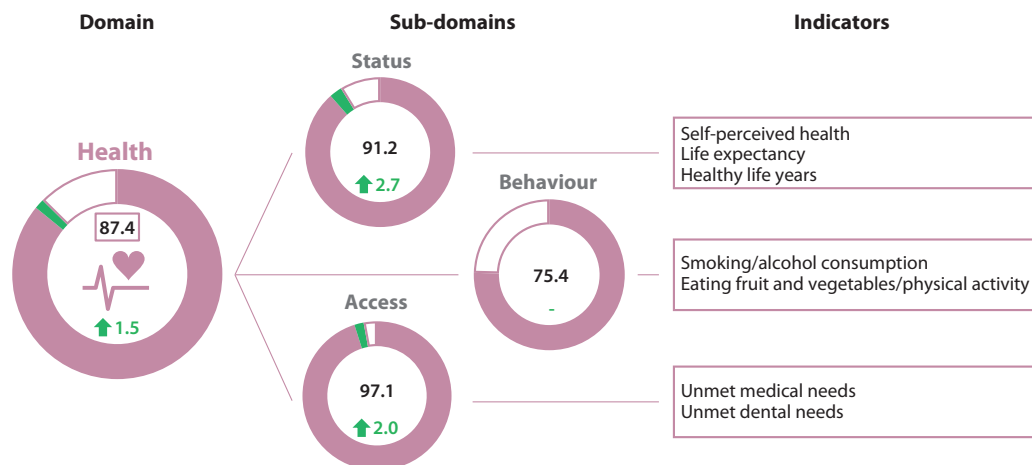 Domain
Sub-domains
Indicators
Health
87.4
1.5
Status
91.2
2.7
Behaviour
75.4
-
Access
97.1
2.0
Self-perceived health
Life expectancy
Healthy life years
Smoking/alcohol consumption
Eating fruit and vegetables/physical activity
Unmet medical needs
Unmet dental needs